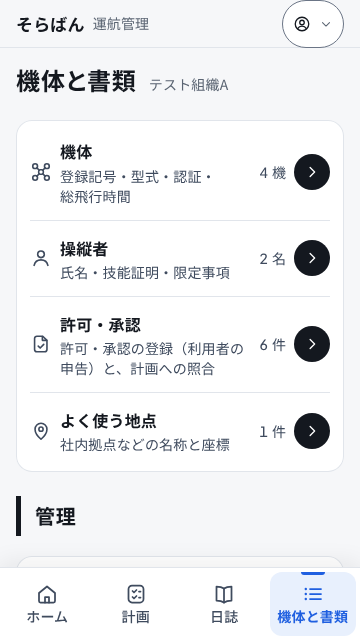 そらばん 運航管理
機体と書類 テスト組織A
機体
登録記号・型式・認証・
総飛行時間
4 機
操縦者
氏名・技能証明・限定事項
2 名
許可・承認
許可・承認の登録（利用者の
申告）と、計画への照合
6 件
よく使う地点
社内拠点などの名称と座標
1 件
管理
ホーム 計画 日誌 機体と書類